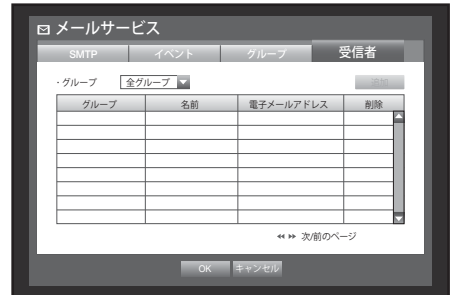 メールサービス
SMTP イベント グループ 受信者
· グループ 全グループ 追加
グループ 名前 電子メールアドレス 削除
次/前のページ
OK キャンセル